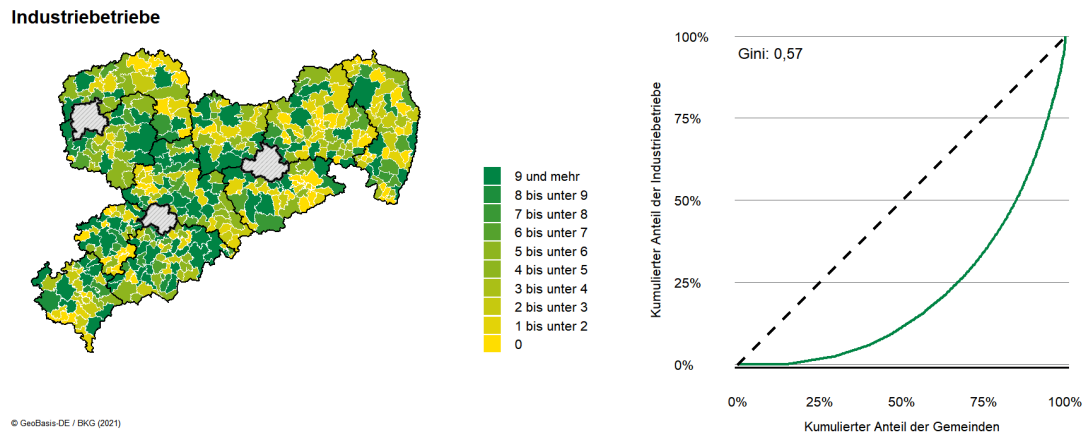 Industriebetriebe
9 und mehr
8 bis unter 9
7 bis unter 8
6 bis unter 7
5 bis unter 6
4 bis unter 5
3 bis unter 4
2 bis unter 3
1 bis unter 2
0
© GeoBasis-DE / BKG (2021)
Gini: 0,57
Kumulierter Anteil der Industriebetriebe
100%
75%
50%
25%
0%
0% 25% 50% 75% 100%
Kumulierter Anteil der Gemeinden